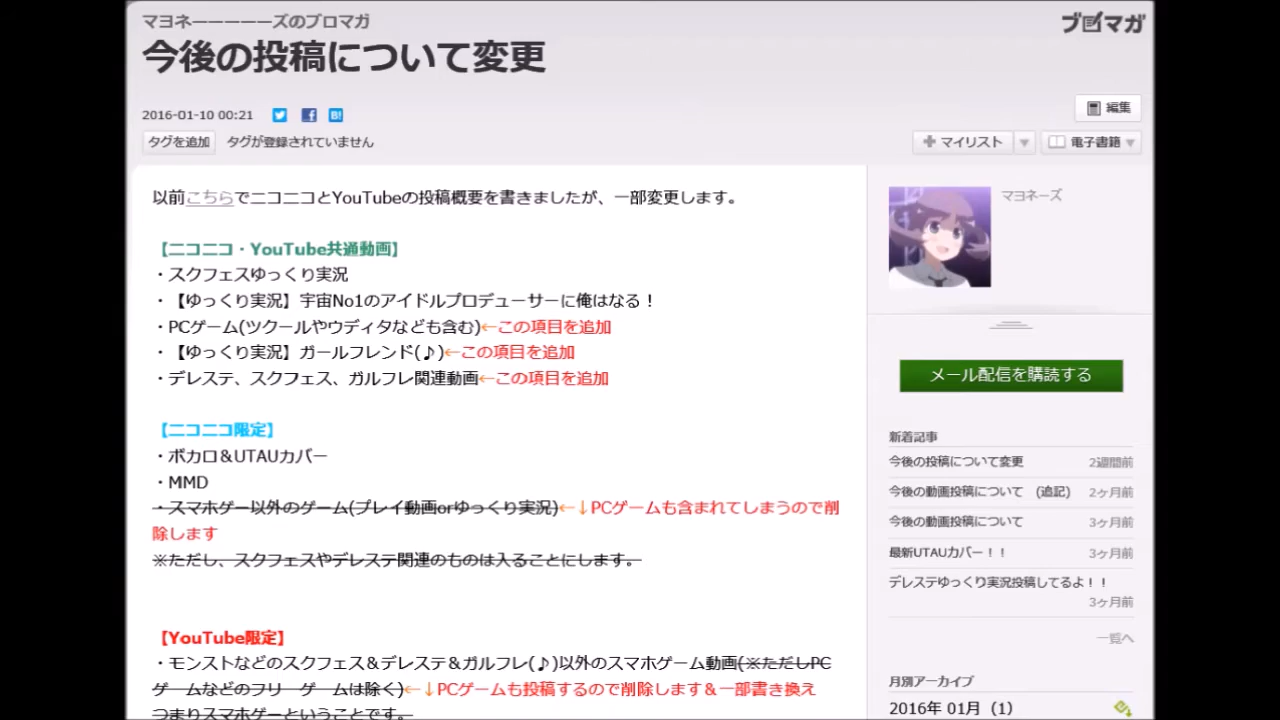 マヨネーーーーーズのブロマガ
ブロマガ
今後の投稿について変更
2016-01-10 00:21
編集
タグを追加 タグが登録されていません
マイリスト
電子書籍
以前こちらでニコニコとYouTubeの投稿概要を書きましたが、一部変更します。
【ニコニコ・YouTube共通動画】
・スクフェスゆっくり実況
・【ゆっくり実況】宇宙No1のアイドルプロデューサーに俺はなる！
・PCゲーム(ツクールやウディタなども含む)←この項目を追加
・【ゆっくり実況】ガールフレンド(♪)←この項目を追加
・デレステ、スクフェス、ガルフレ関連動画←この項目を追加
【ニコニコ限定】
・ボカロ＆UTAUカバー
・MMD
・スマホゲー以外のゲーム(プレイ動画orゆっくり実況)←↓PCゲームも含まれてしまうので削
除します
※ただし、スクフェスやデレステ関連のものは入ることにします。
【YouTube限定】
・モンストなどのスクフェス＆デレステ＆ガルフレ(♪)以外のスマホゲーム動画(※ただしPC
ゲームなどのフリーゲームは除く)←↓PCゲームも投稿するので削除します＆一部書き換え
つまりスマホゲーということです。
マヨネーズ
メール配信を購読する
新着記事
今後の投稿について変更 2週間前
今後の動画投稿について （追記） 2ヶ月前
今後の動画投稿について 3ヶ月前
最新UTAUカバー！！ 3ヶ月前
デレステゆっくり実況投稿してるよ！！
3ヶ月前
一覧へ
月別アーカイブ
2016年 01月 (1)